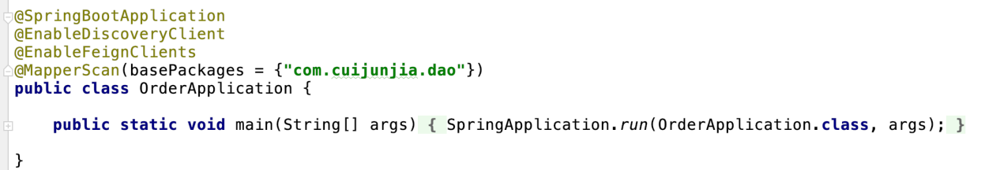 @SpringBootApplication
@EnableDiscoveryClient
@EnableFeignClients
@MapperScan(basePackages = {"com.cuijunjia.dao"})
public class OrderApplication {
    public static void main(String[] args) { SpringApplication.run(OrderApplication.class, args); }
}